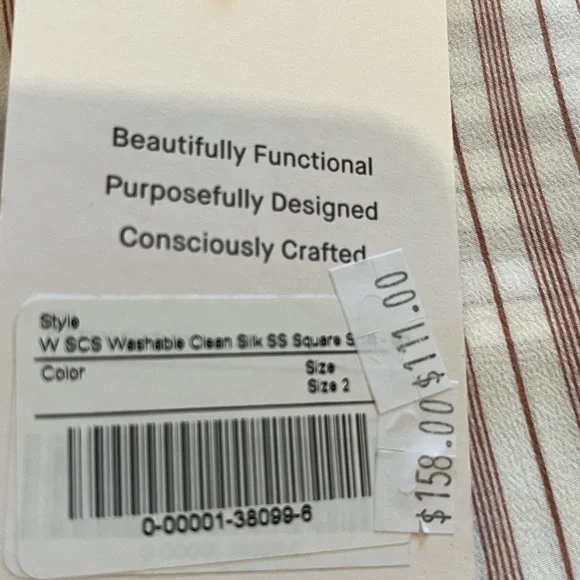 Beautifully Functional
Purposefully Designed
Consciously Crafted
Style
W SCS Washable Clean Silk SS Square S
Color
Size
Size 2
0-00001-38099-6
$111.00
$158.00